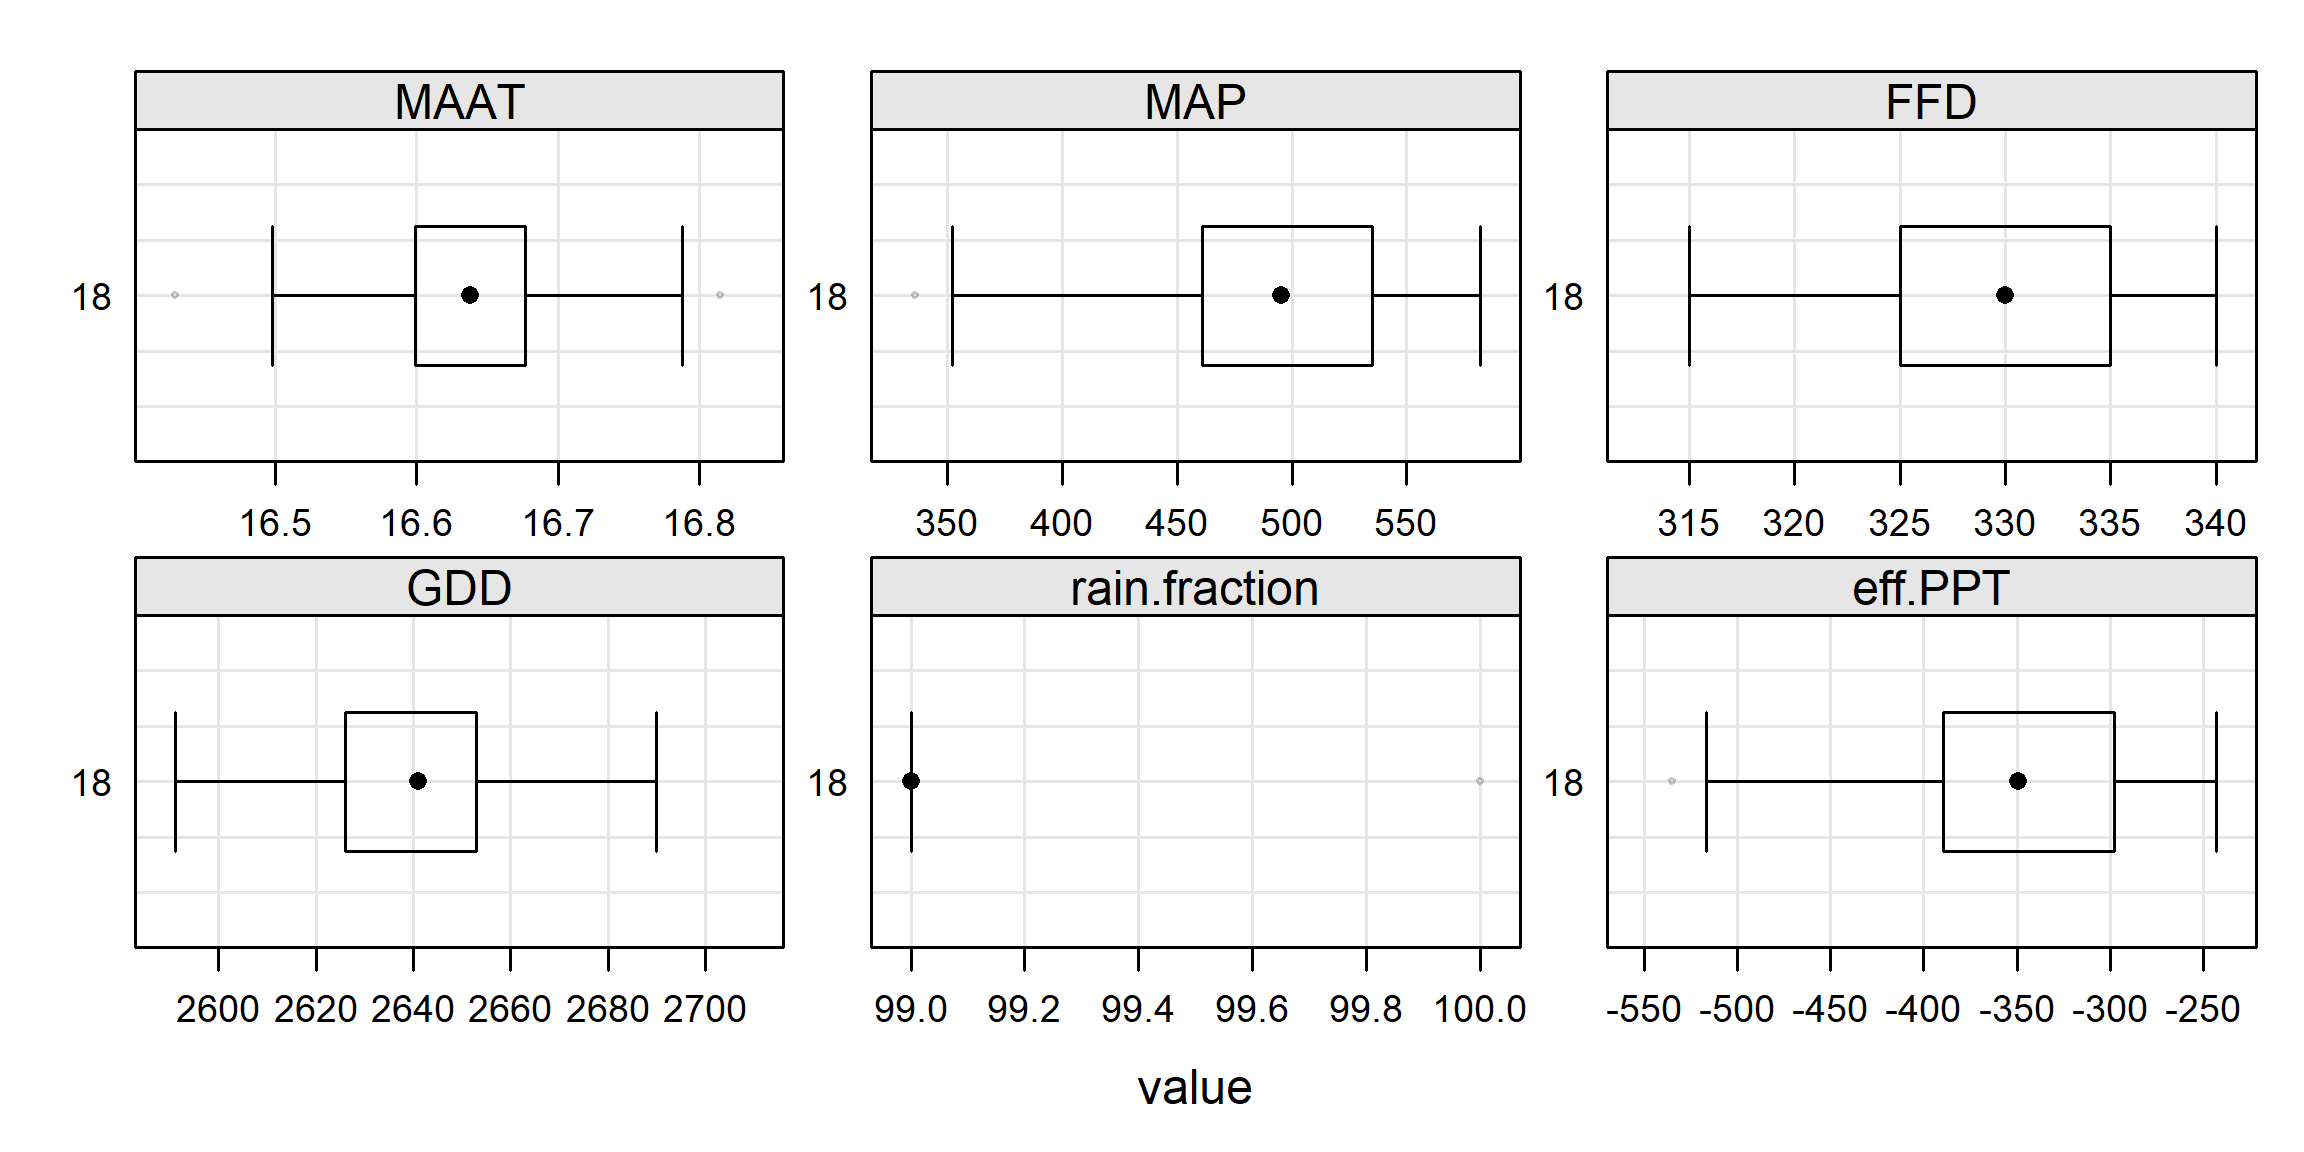 MAAT MAP FFD
18 18 18
16.5 16.6 16.7 16.8 350 400 450 500 550 315 320 325 330 335 340
GDD rain.fraction eff.PPT
18 18 18
2600 2620 2640 2660 2680 2700 99.0 99.2 99.4 99.6 99.8 100.0 -550 -500 -450 -400 -350 -300 -250
value